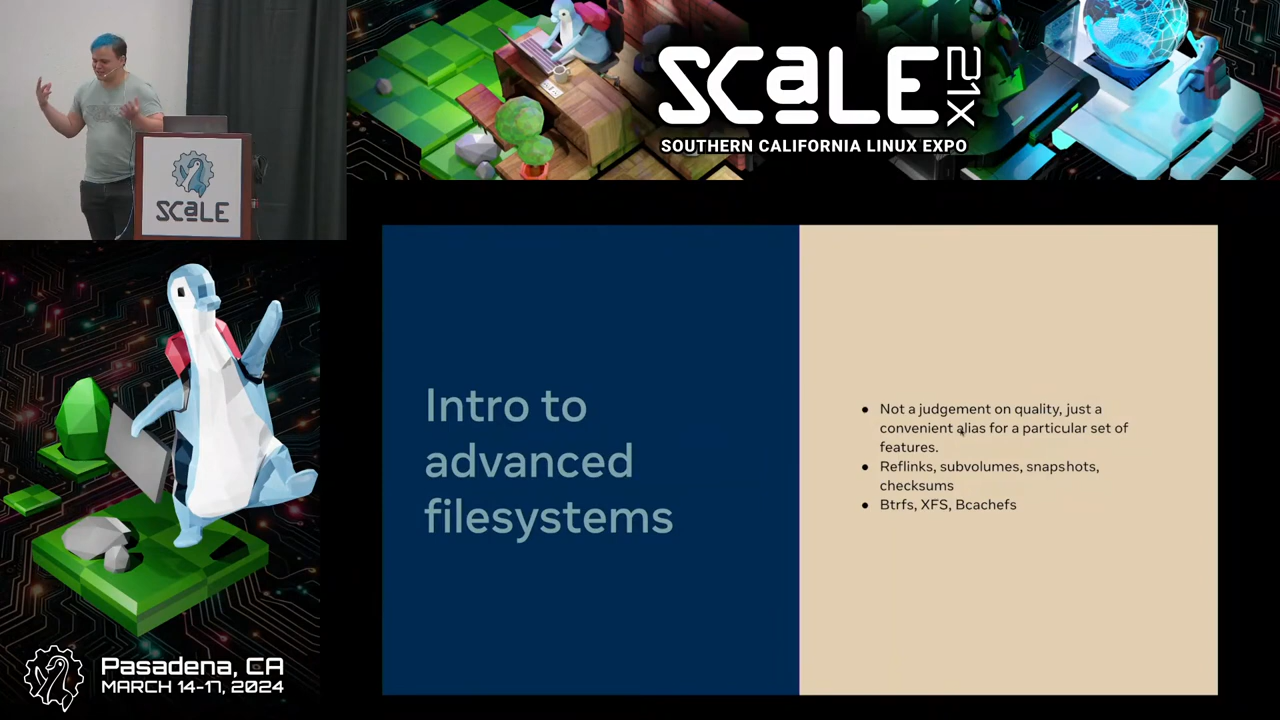 SCaLE 21X
SOUTHERN CALIFORNIA LINUX EXPO
SCaLE
Intro to
advanced
filesystems
● Not a judgement on quality, just a
convenient alias for a particular set of
features.
● Reflinks, subvolumes, snapshots,
checksums
● Btrfs, XFS, Bcachefs
Pasadena, CA
MARCH 14-17, 2024